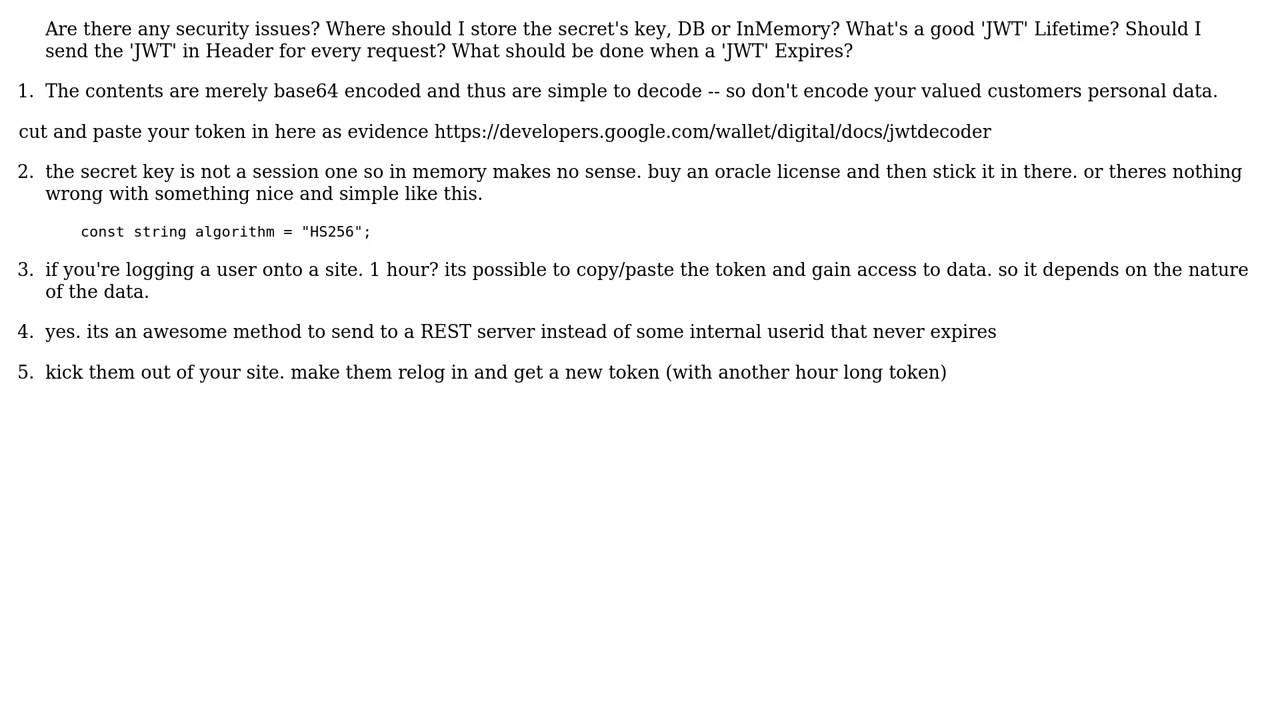 Are there any security issues? Where should I store the secret's key, DB or InMemory? What's a good 'JWT' Lifetime? Should I
send the 'JWT' in Header for every request? What should be done when a 'JWT' Expires?
1. The contents are merely base64 encoded and thus are simple to decode -- so don't encode your valued customers personal data.
cut and paste your token in here as evidence https://developers.google.com/wallet/digital/docs/jwtdecoder
2. the secret key is not a session one so in memory makes no sense. buy an oracle license and then stick it in there. or theres nothing
wrong with something nice and simple like this.
const string algorithm = "HS256";
3. if you're logging a user onto a site. 1 hour? its possible to copy/paste the token and gain access to data. so it depends on the nature
of the data.
4. yes. its an awesome method to send to a REST server instead of some internal userid that never expires
5. kick them out of your site. make them relog in and get a new token (with another hour long token)